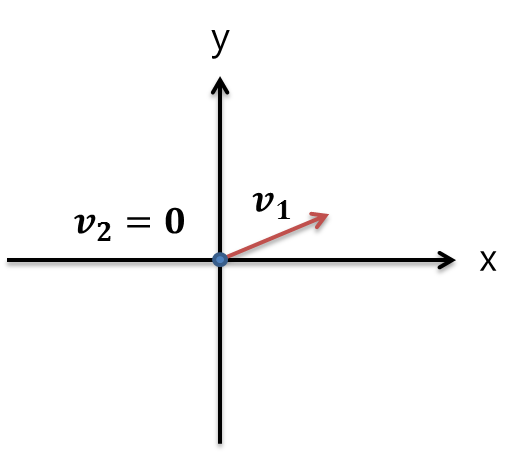 y
v₁
v₂ = 0
x